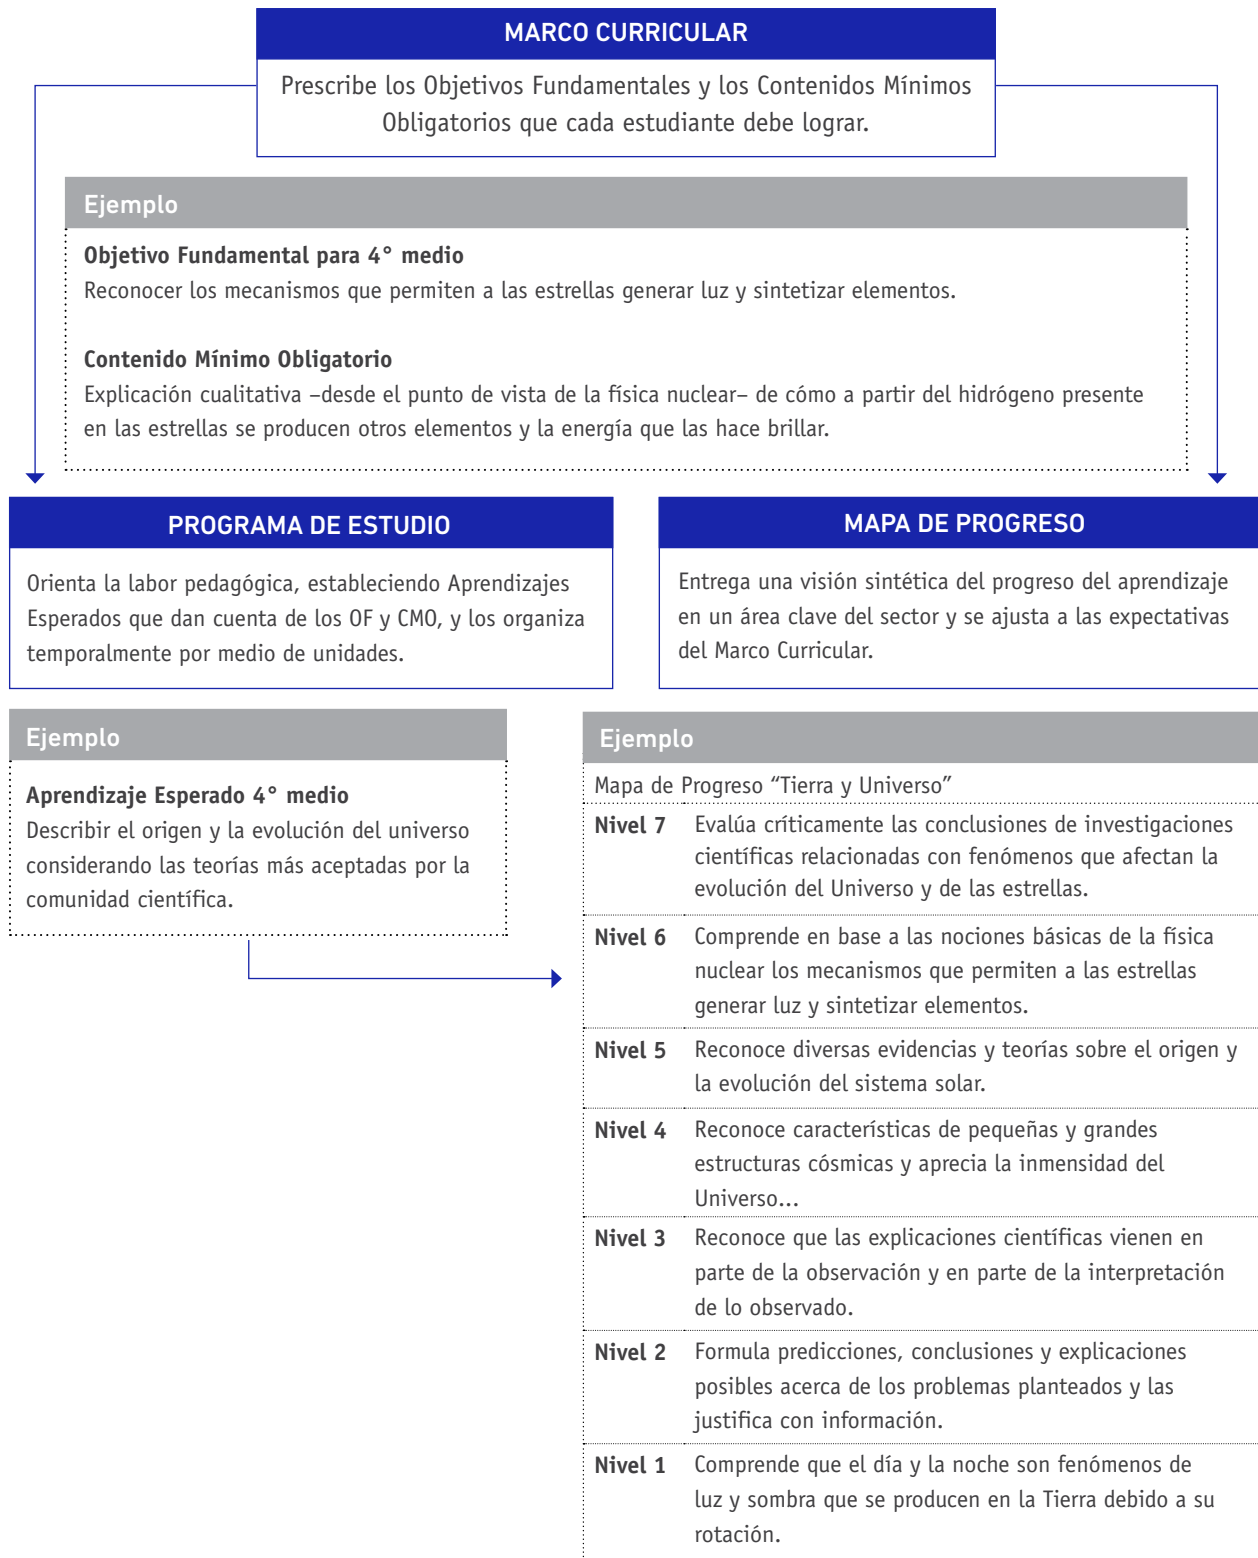 MARCO CURRICULAR
Prescribe los Objetivos Fundamentales y los Contenidos Mínimos
Obligatorios que cada estudiante debe lograr.
Ejemplo
Objetivo Fundamental para 4° medio
Reconocer los mecanismos que permiten a las estrellas generar luz y sintetizar elementos.
Contenido Mínimo Obligatorio
Explicación cualitativa –desde el punto de vista de la física nuclear– de cómo a partir del hidrógeno presente
en las estrellas se producen otros elementos y la energía que las hace brillar.
PROGRAMA DE ESTUDIO
Orienta la labor pedagógica, estableciendo Aprendizajes
Esperados que dan cuenta de los OF y CMO, y los organiza
temporalmente por medio de unidades.
MAPA DE PROGRESO
Entrega una visión sintética del progreso del aprendizaje
en un área clave del sector y se ajusta a las expectativas
del Marco Curricular.
Ejemplo
Aprendizaje Esperado 4° medio
Describir el origen y la evolución del universo
considerando las teorías más aceptadas por la
comunidad científica.
Ejemplo
Mapa de Progreso “Tierra y Universo”
Nivel 7 Evalúa críticamente las conclusiones de investigaciones
científicas relacionadas con fenómenos que afectan la
evolución del Universo y de las estrellas.
Nivel 6 Comprende en base a las nociones básicas de la física
nuclear los mecanismos que permiten a las estrellas
generar luz y sintetizar elementos.
Nivel 5 Reconoce diversas evidencias y teorías sobre el origen y
la evolución del sistema solar.
Nivel 4 Reconoce características de pequeñas y grandes
estructuras cósmicas y aprecia la inmensidad del
Universo...
Nivel 3 Reconoce que las explicaciones científicas vienen en
parte de la observación y en parte de la interpretación
de lo observado.
Nivel 2 Formula predicciones, conclusiones y explicaciones
posibles acerca de los problemas planteados y las
justifica con información.
Nivel 1 Comprende que el día y la noche son fenómenos de
luz y sombra que se producen en la Tierra debido a su
rotación.